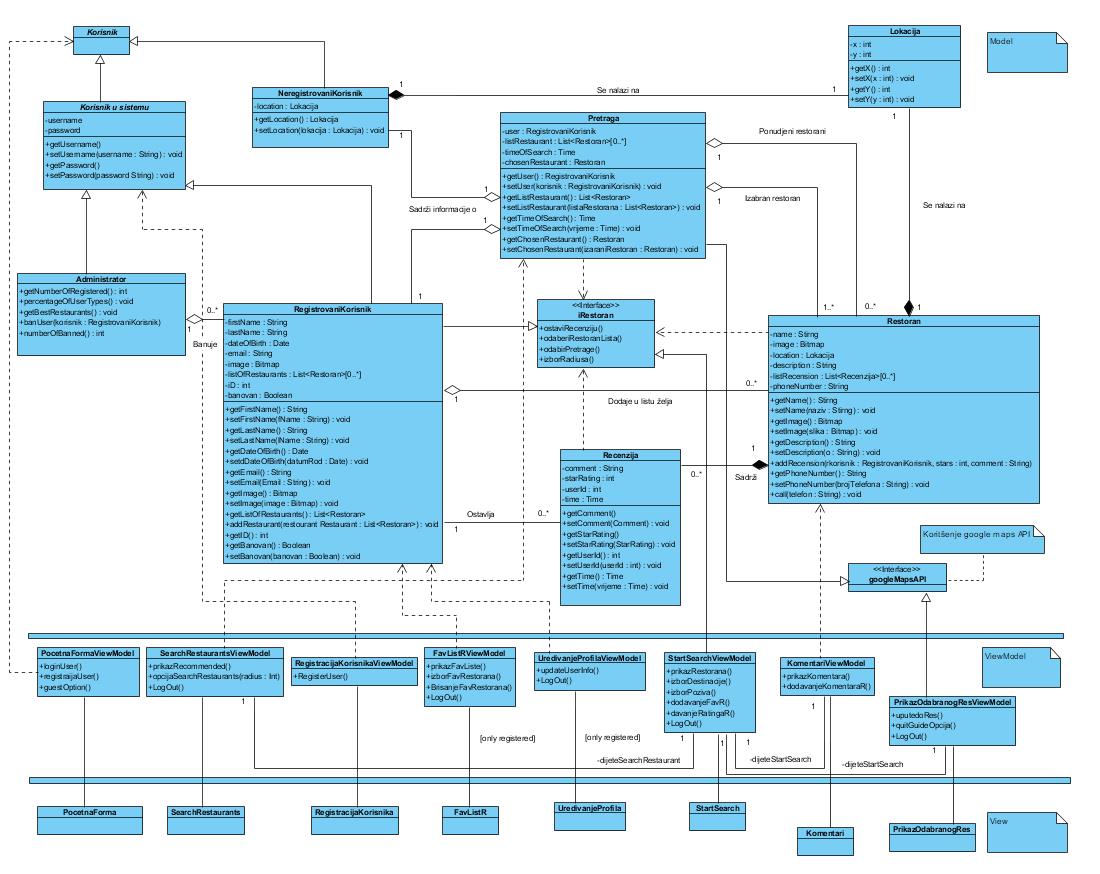 Korisnik
Korisnik u sistemu
-username
-password
+getUsername()
+setUsername(username : String) : void
+getPassword()
+setPassword(password String) : void
NeregistrovaniKorisnik
-location : Lokacija
+getLocation() : Lokacija
+setLocation(lokacija : Lokacija) : void
1
Se nalazi na
1
Lokacija
-x : int
-y : int
+getX() : int
+setX(x : int) : void
+getY() : int
+setY(y : int) : void
1
Model
Pretraga
-user : RegistrovaniKorisnik
-listRestaurant : List<Restoran>[0..*]
-timeOfSearch : Time
-chosenRestaurant : Restoran
+getUser() : RegistrovaniKorisnik
+setUser(korisnik : RegistrovaniKorisnik) : void
+getListRestaurant() : List<Restoran>
+setListRestaurant(listaRestorana : List<Restoran>) : void
+getTimeOfSearch() : Time
+setTimeOfSearch(vrijeme : Time) : void
+getChosenRestaurant() : Restoran
+setChosenRestaurant(izaraniRestoran : Restoran) : void
1
1
Sadrži informacije o
1
1
Ponudjeni restorani
1
Izabran restoran
1
1..*
0..*
Se nalazi na
1
Administrator
+getNumberOfRegistered() : int
+percentageOfUserTypes() : void
+getBestRestaurants() : void
+banUser(korisnik : RegistrovaniKorisnik)
+numberOfBanned() : int
0..*
1
Banuje
RegistrovaniKorisnik
-firstName : String
-lastName : String
-dateOfBirth : Date
-email : String
-image : Bitmap
-listOfRestaurants : List<Restoran>[0..*]
-iD : int
-banovan : Boolean
+getFirstName() : String
+setFirstName(fName : String) : void
+getLastName() : String
+setLastName(lName : String) : void
+getDateOfBirth() : Date
+setdDateOfBirth(datumRod : Date) : void
+getEmail() : String
+setEmail(Email : String) : void
+getImage() : Bitmap
+setImage(image : Bitmap) : void
+getListOfRestaurants() : List<Restoran>
+addRestaurant(restourant Restaurant : List<Restoran>) : void
+getID() : int
+getBanovan() : Boolean
+setBanovan(banovan : Boolean) : void
<<Interface>>
iRestoran
+ostaviRecenziju()
+odaberiRestoranLista()
+odabirPretrage()
+izborRadiusa()
1
Dodaje u listu želja
0..*
Restoran
-name : String
-image : Bitmap
-location : Lokacija
-description : String
-listRecension : List<Recenzija>[0..*]
-phoneNumber : String
+getName() : String
+setName(naziv : String) : void
+getImage() : Bitmap
+setImage(slika : Bitmap) : void
+getDescription() : String
+setDescription(o : String) : void
+addRecension(rkorisnik : RegistrovaniKorisnik, stars : int, comment : String)
+getPhoneNumber() : String
+setPhoneNumber(brojTelefona : String) : void
+call(telefon : String) : void
Recenzija
-comment : String
-starRating : int
-userId : int
-time : Time
+getComment()
+setComment(Comment) : void
+getStarRating()
+setStarRating(StarRating) : void
+getUserId() : int
+setUserId(userId : int) : void
+getTime() : Time
+setTime(vrijeme : Time) : void
1
0..*
Sadrži
Ostavlja
1
0..*
Korištenje google maps API
<<Interface>>
googleMapsAPI
PocetnaFormaViewModel
+loginUser()
+registraijaUser()
+guestOption()
SearchRestaurantsViewModel
+prikazRecommended()
+opcijaSearchRestaurants(radius : Int)
+LogOut()
1
RegistracijaKorisnikaViewModel
+RegisterUser()
FavListRViewModel
+prikazFavListe()
+izborFavRestorana()
+BrisanjeFavRestorana()
+LogOut()
UređivanjeProfilaViewModel
+updateUserInfo()
+LogOut()
StartSearchViewModel
+prikazRestorana()
+izborDestinacije()
+izborPoziva()
+dodavanjeFavR()
+davanjeRatingaR()
+LogOut()
KomentariViewModel
+prikazKomentara()
+dodavanjeKomentaraR()
1
PrikazOdabranogResViewModel
+uputedoRes()
+quitGuideOpcija()
+LogOut()
1
ViewModel
[only registered]
[only registered]
1
1
1
-dijeteSearchRestaurant
-dijeteStartSearch
-dijeteStartSearch
PocetnaForma
SearchRestaurants
RegistracijaKorisnika
FavListR
UređivanjeProfila
StartSearch
Komentari
PrikazOdabranogRes
View